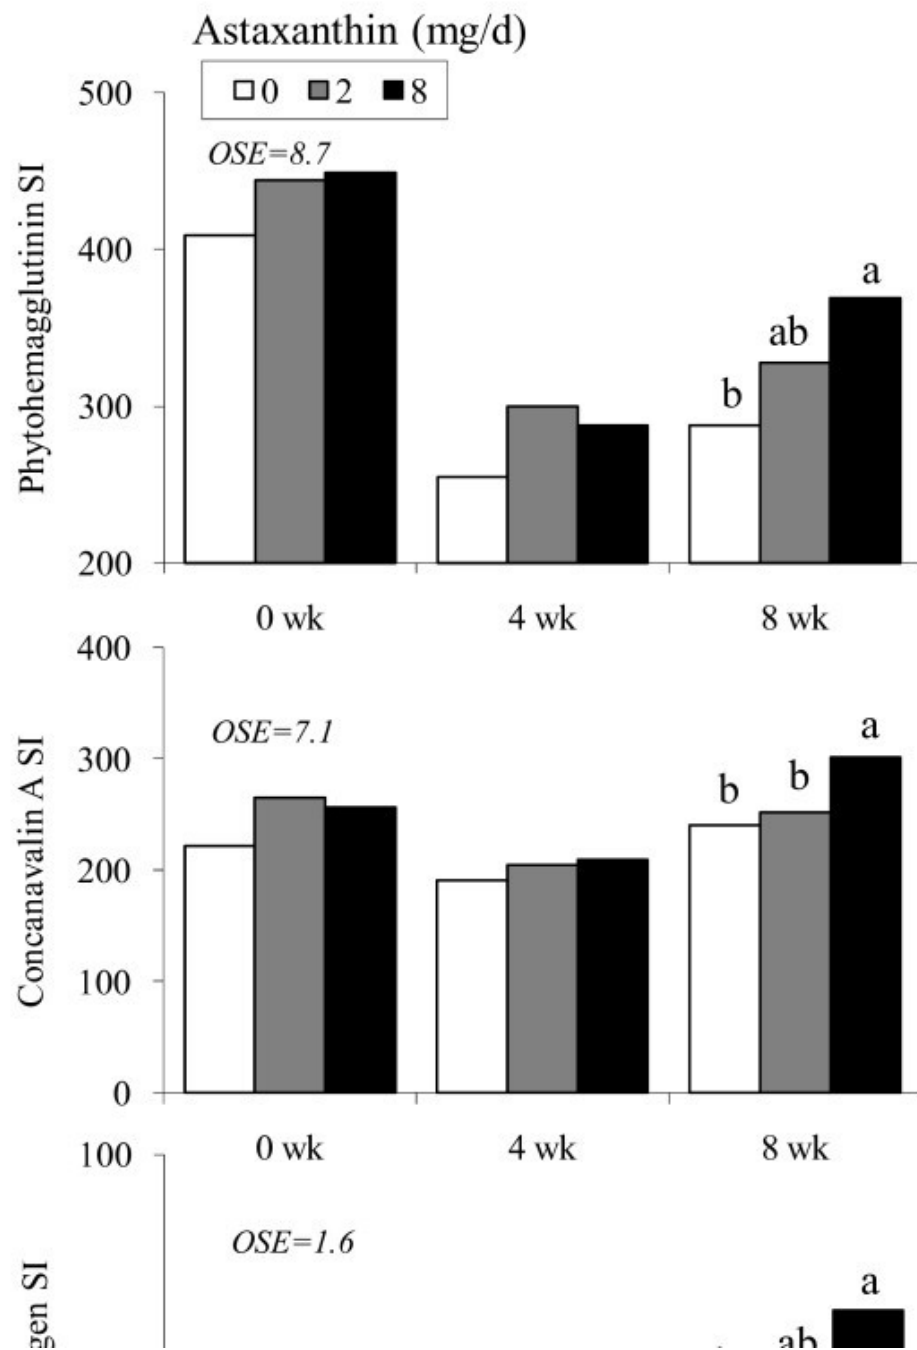 Astaxanthin (mg/d)
0 2 8
500
OSE=8.7
400
300
200
Phytohemagglutinin SI
a
ab
b
0 wk 4 wk 8 wk
400
OSE=7.1
300
200
100
0
Concanavalin A SI
a
b b
0 wk 4 wk 8 wk
100
OSE=1.6
SI
a
ab